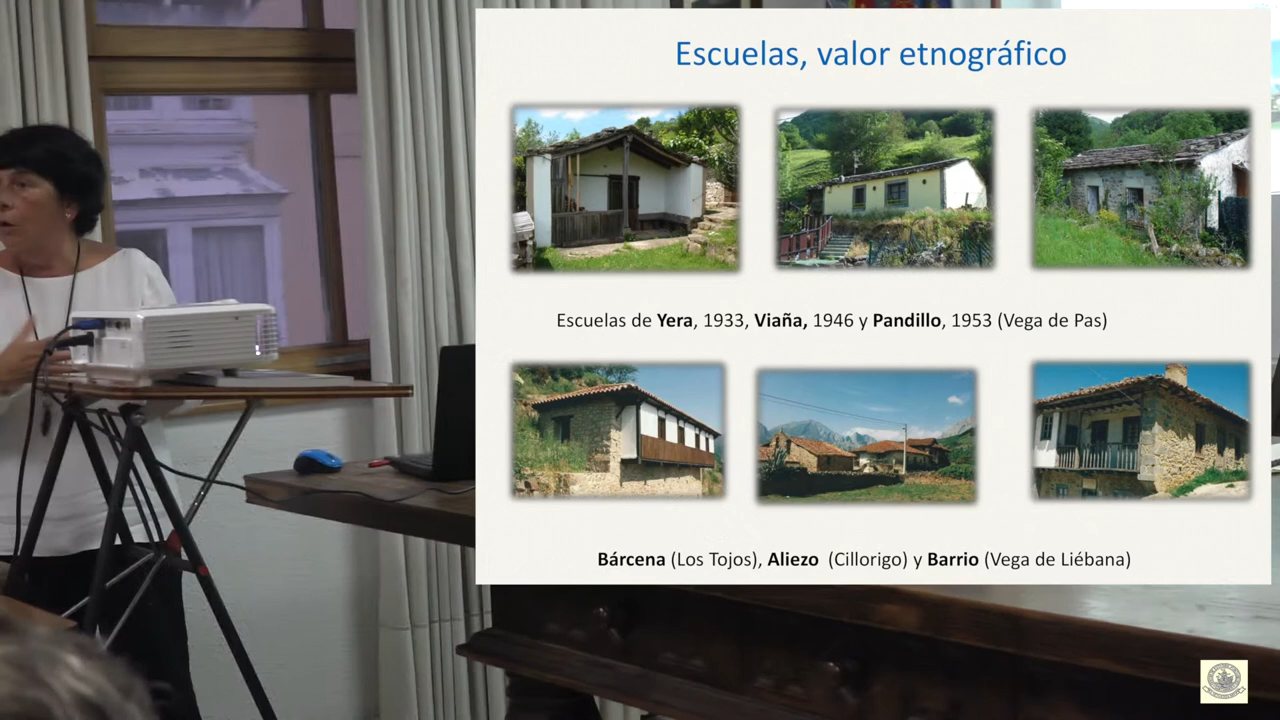 Escuelas, valor etnográfico
Escuelas de Yera, 1933, Viaña, 1946 y Pandillo, 1953 (Vega de Pas)
Bárcena (Los Tojos), Aliezo (Cillorigo) y Barrio (Vega de Liébana)